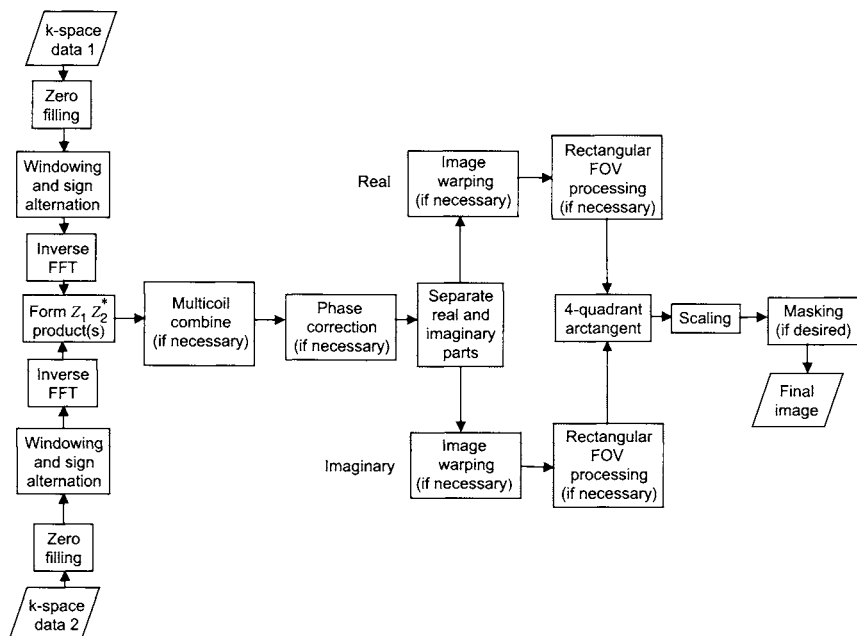 k-space
data 1
Zero
filling
Windowing
and sign
alternation
Inverse
FFT
Form Z₁ Z₂*
product(s)
Inverse
FFT
Windowing
and sign
alternation
Zero
filling
k-space
data 2
Multicoil
combine
(if necessary)
Phase
correction
(if necessary)
Separate
real and
imaginary
parts
Real
Image
warping
(if necessary)
Rectangular
FOV
processing
(if necessary)
Imaginary
Image
warping
(if necessary)
Rectangular
FOV
processing
(if necessary)
4-quadrant
arctangent
Scaling
Masking
(if desired)
Final
image